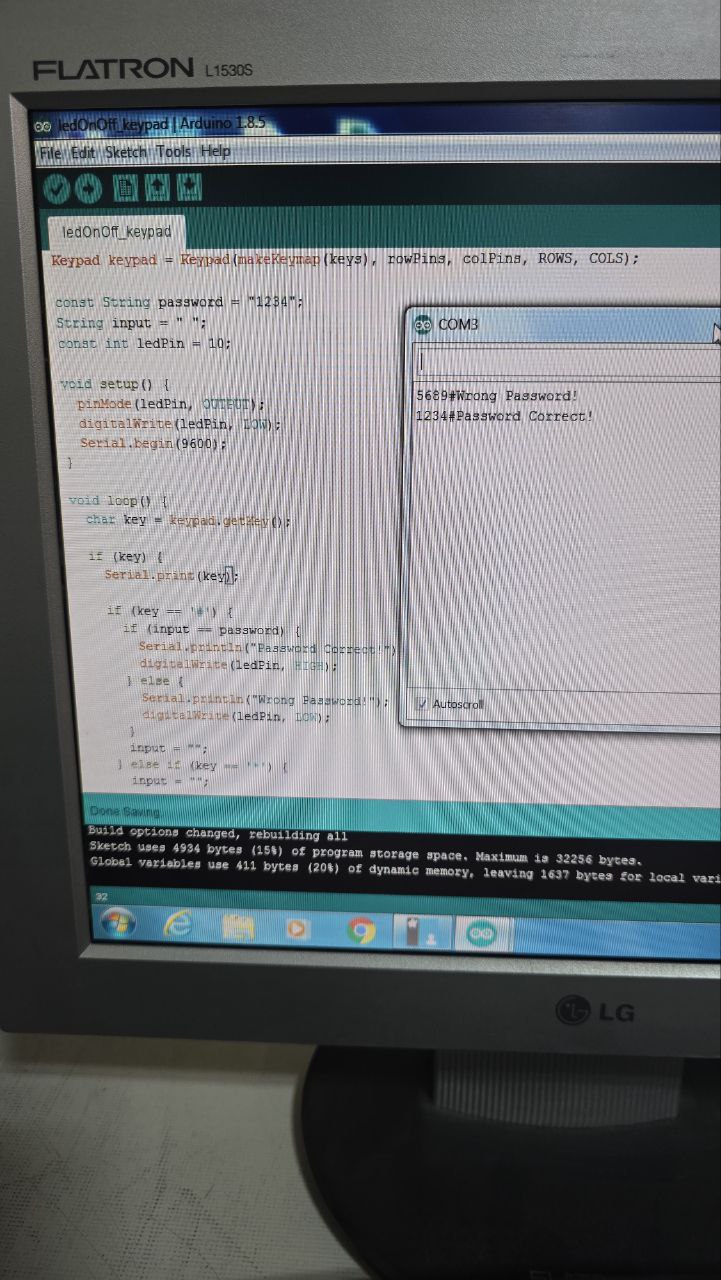 FLATRON L1530S
ledOnOff_keypad | Arduino 1.8.5
File Edit Sketch Tools Help
ledOnOff_keypad
Keypad keypad = Keypad(makeKeymap(keys), rowPins, colPins, ROWS, COLS);
const String password = "1234";
String input = " ";
const int ledPin = 10;
void setup() {
pinMode(ledPin, OUTPUT);
digitalWrite(ledPin, LOW);
Serial.begin(9600);
}
void loop() {
char key = keypad.getKey();
if (key) {
Serial.print(key);
if (key == '#') {
if (input == password) {
Serial.println("Password Correct!")
digitalWrite(ledPin, HIGH);
} else {
Serial.println("Wrong Password!");
digitalWrite(ledPin, LOW);
}
input = "";
} else if (key == '*') {
input = "";
COM3
5689#Wrong Password!
1234#Password Correct!
Autoscroll
Done Saving.
Build options changed, rebuilding all
Sketch uses 4934 bytes (15%) of program storage space. Maximum is 32256 bytes.
Global variables use 411 bytes (20%) of dynamic memory, leaving 1637 bytes for local vari
32
LG